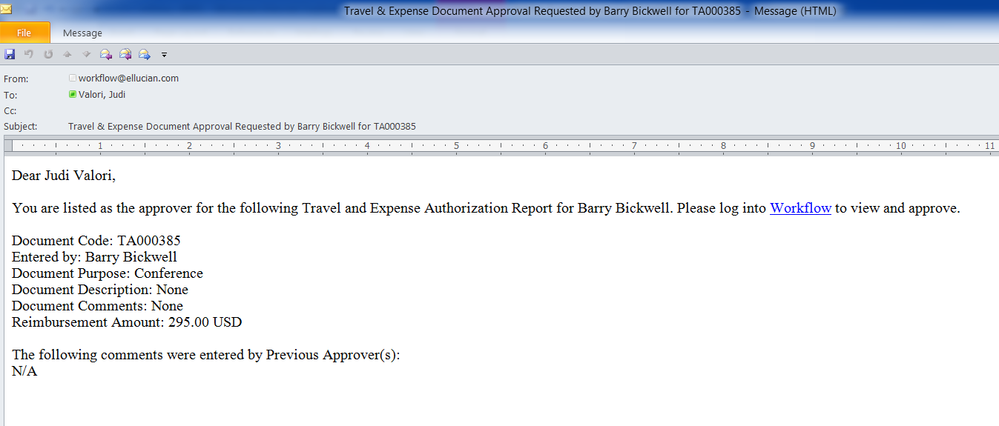 Travel & Expense Document Approval Requested by Barry Bickwell for TA000385 - Message (HTML)
File Message
From: workflow@ellucian.com
To: Valori, Judi
Cc:
Subject: Travel & Expense Document Approval Requested by Barry Bickwell for TA000385
1 2 3 4 5 6 7 8 9 10 11
Dear Judi Valori,
You are listed as the approver for the following Travel and Expense Authorization Report for Barry Bickwell. Please log into Workflow to view and approve.
Document Code: TA000385
Entered by: Barry Bickwell
Document Purpose: Conference
Document Description: None
Document Comments: None
Reimbursement Amount: 295.00 USD
The following comments were entered by Previous Approver(s):
N/A